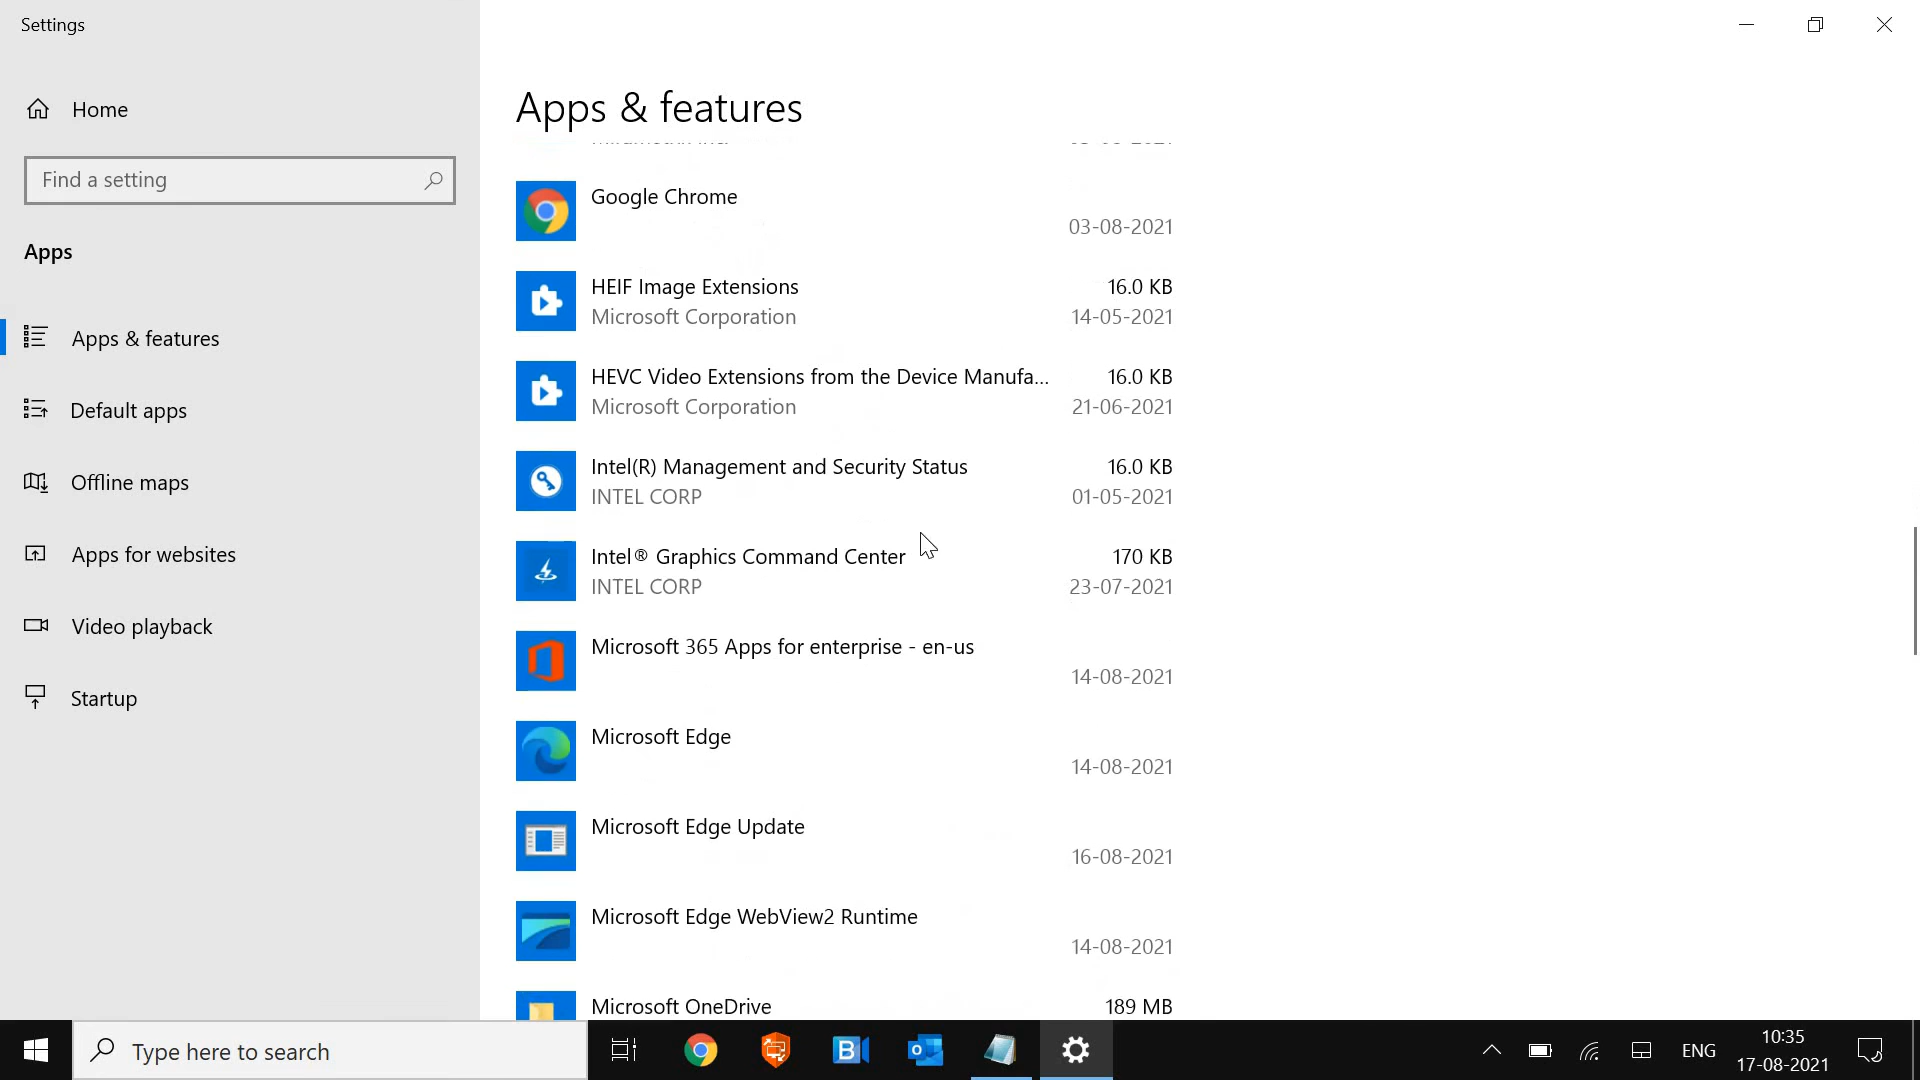 Settings
Home
Find a setting
Apps
Apps & features
Default apps
Offline maps
Apps for websites
Video playback
Startup
Apps & features
Google Chrome
03-08-2021
HEIF Image Extensions 16.0 KB
Microsoft Corporation 14-05-2021
HEVC Video Extensions from the Device Manufa... 16.0 KB
Microsoft Corporation 21-06-2021
Intel(R) Management and Security Status 16.0 KB
INTEL CORP 01-05-2021
Intel® Graphics Command Center 170 KB
INTEL CORP 23-07-2021
Microsoft 365 Apps for enterprise - en-us
14-08-2021
Microsoft Edge
14-08-2021
Microsoft Edge Update
16-08-2021
Microsoft Edge WebView2 Runtime
14-08-2021
Microsoft OneDrive 189 MB
Type here to search
ENG
10:35
17-08-2021